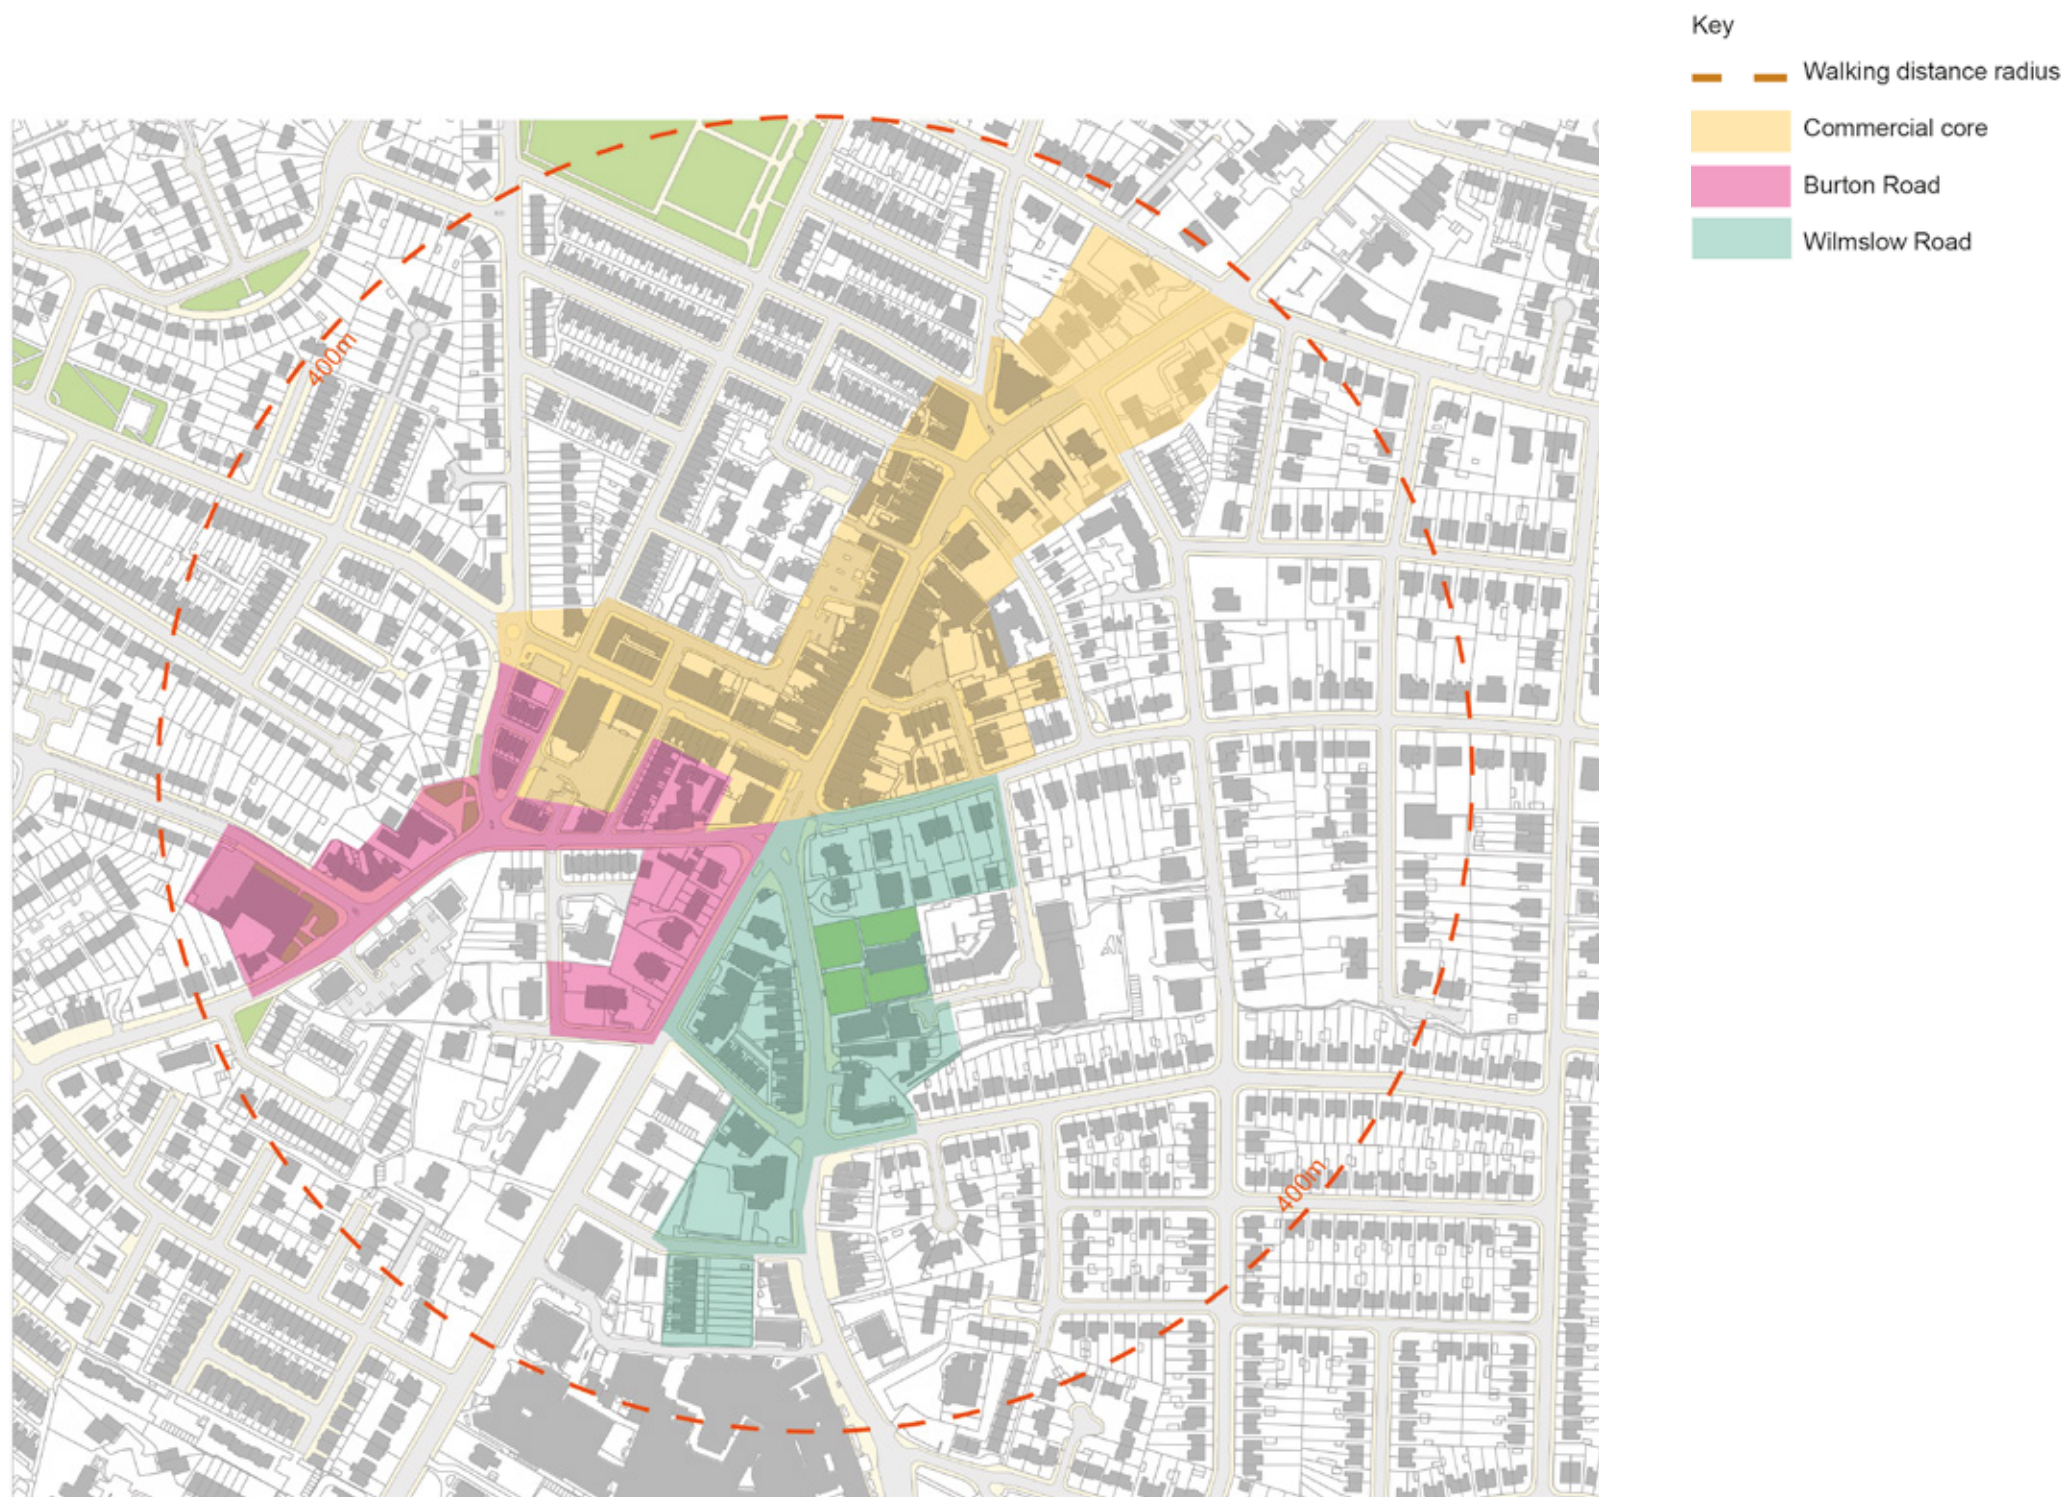 Key
Walking distance radius
Commercial core
Burton Road
Wilmslow Road
400m
400m